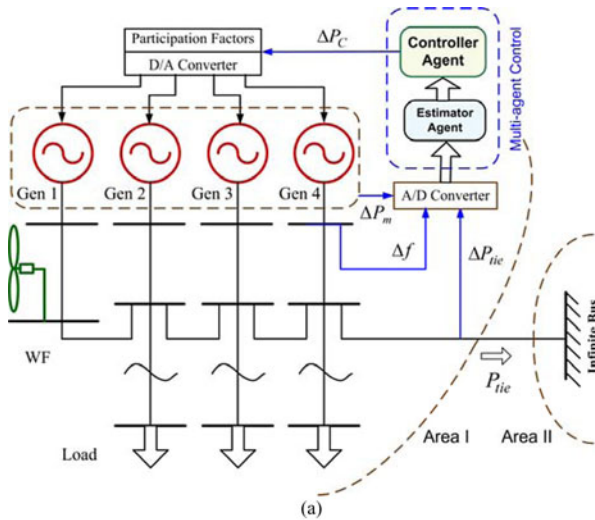 Participation Factors
D/A Converter
ΔP_C
Controller
Agent
Estimator
Agent
Multi-agent Control
Gen 1
Gen 2
Gen 3
Gen 4
ΔP_m
A/D Converter
Δf
ΔP_tie
WF
P_tie
Infinite Bus
Load
Area I
Area II
(a)